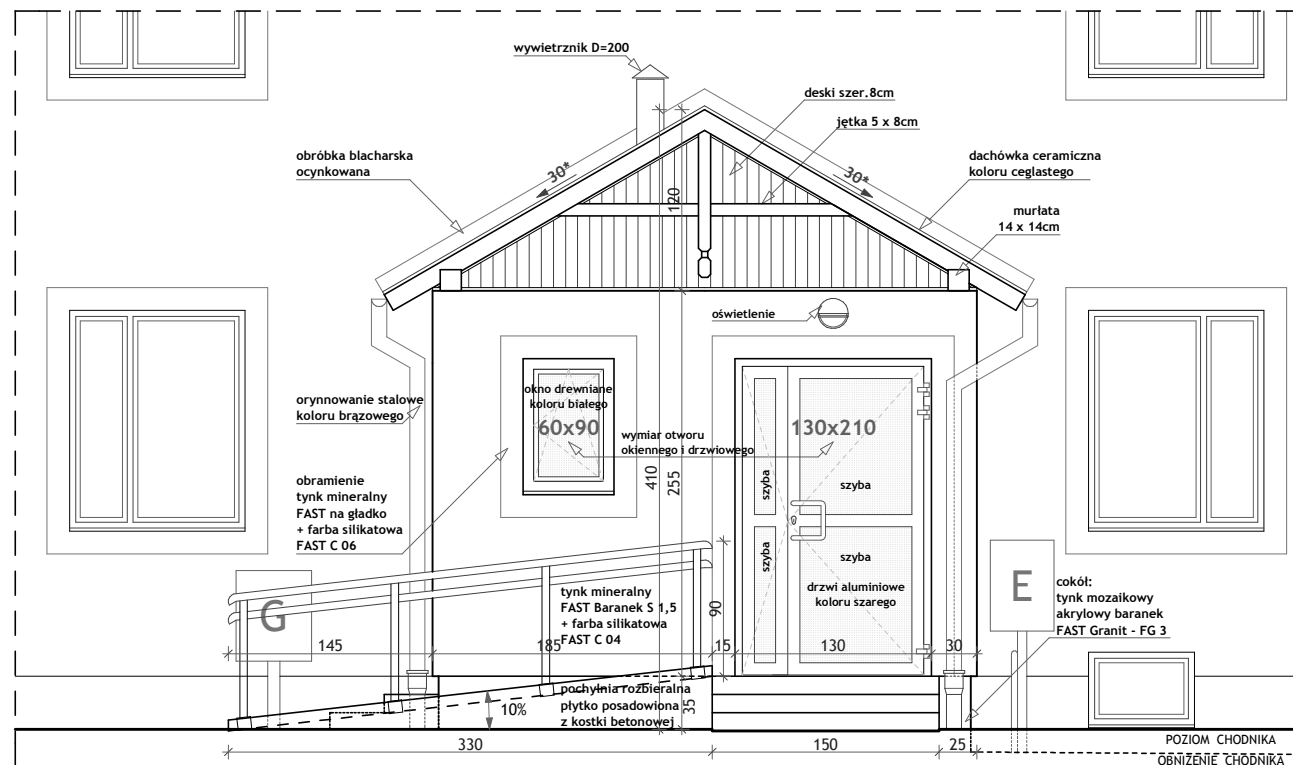 wywietrznik D=200
deski szer.8cm
jętka 5 x 8cm
obróbka blacharska
ocynkowana
30*
30*
dachówka ceramiczna
koloru ceglastego
120
murłata
14 x 14cm
oświetlenie
okno drewniane
koloru białego
60x90
130x210
orynnowanie stalowe
koloru brązowego
wymiar otworu
okiennego i drzwiowego
410
255
obramienie
tynk mineralny
FAST na gładko
+ farba silikatowa
FAST C 06
szyba
szyba
szyba
szyba
drzwi aluminiowe
koloru szarego
G
E
cokół:
tynk mozaikowy
akrylowy baranek
FAST Granit - FG 3
tynk mineralny
FAST Baranek S 1,5
+ farba silikatowa
FAST C 04
90
145
185
15
130
30
pochylnia rozbieralna
płytko posadowiona
z kostki betonowej
10%
35
330
150
25
POZIOM CHODNIKA
OBNIŻENIE CHODNIKA